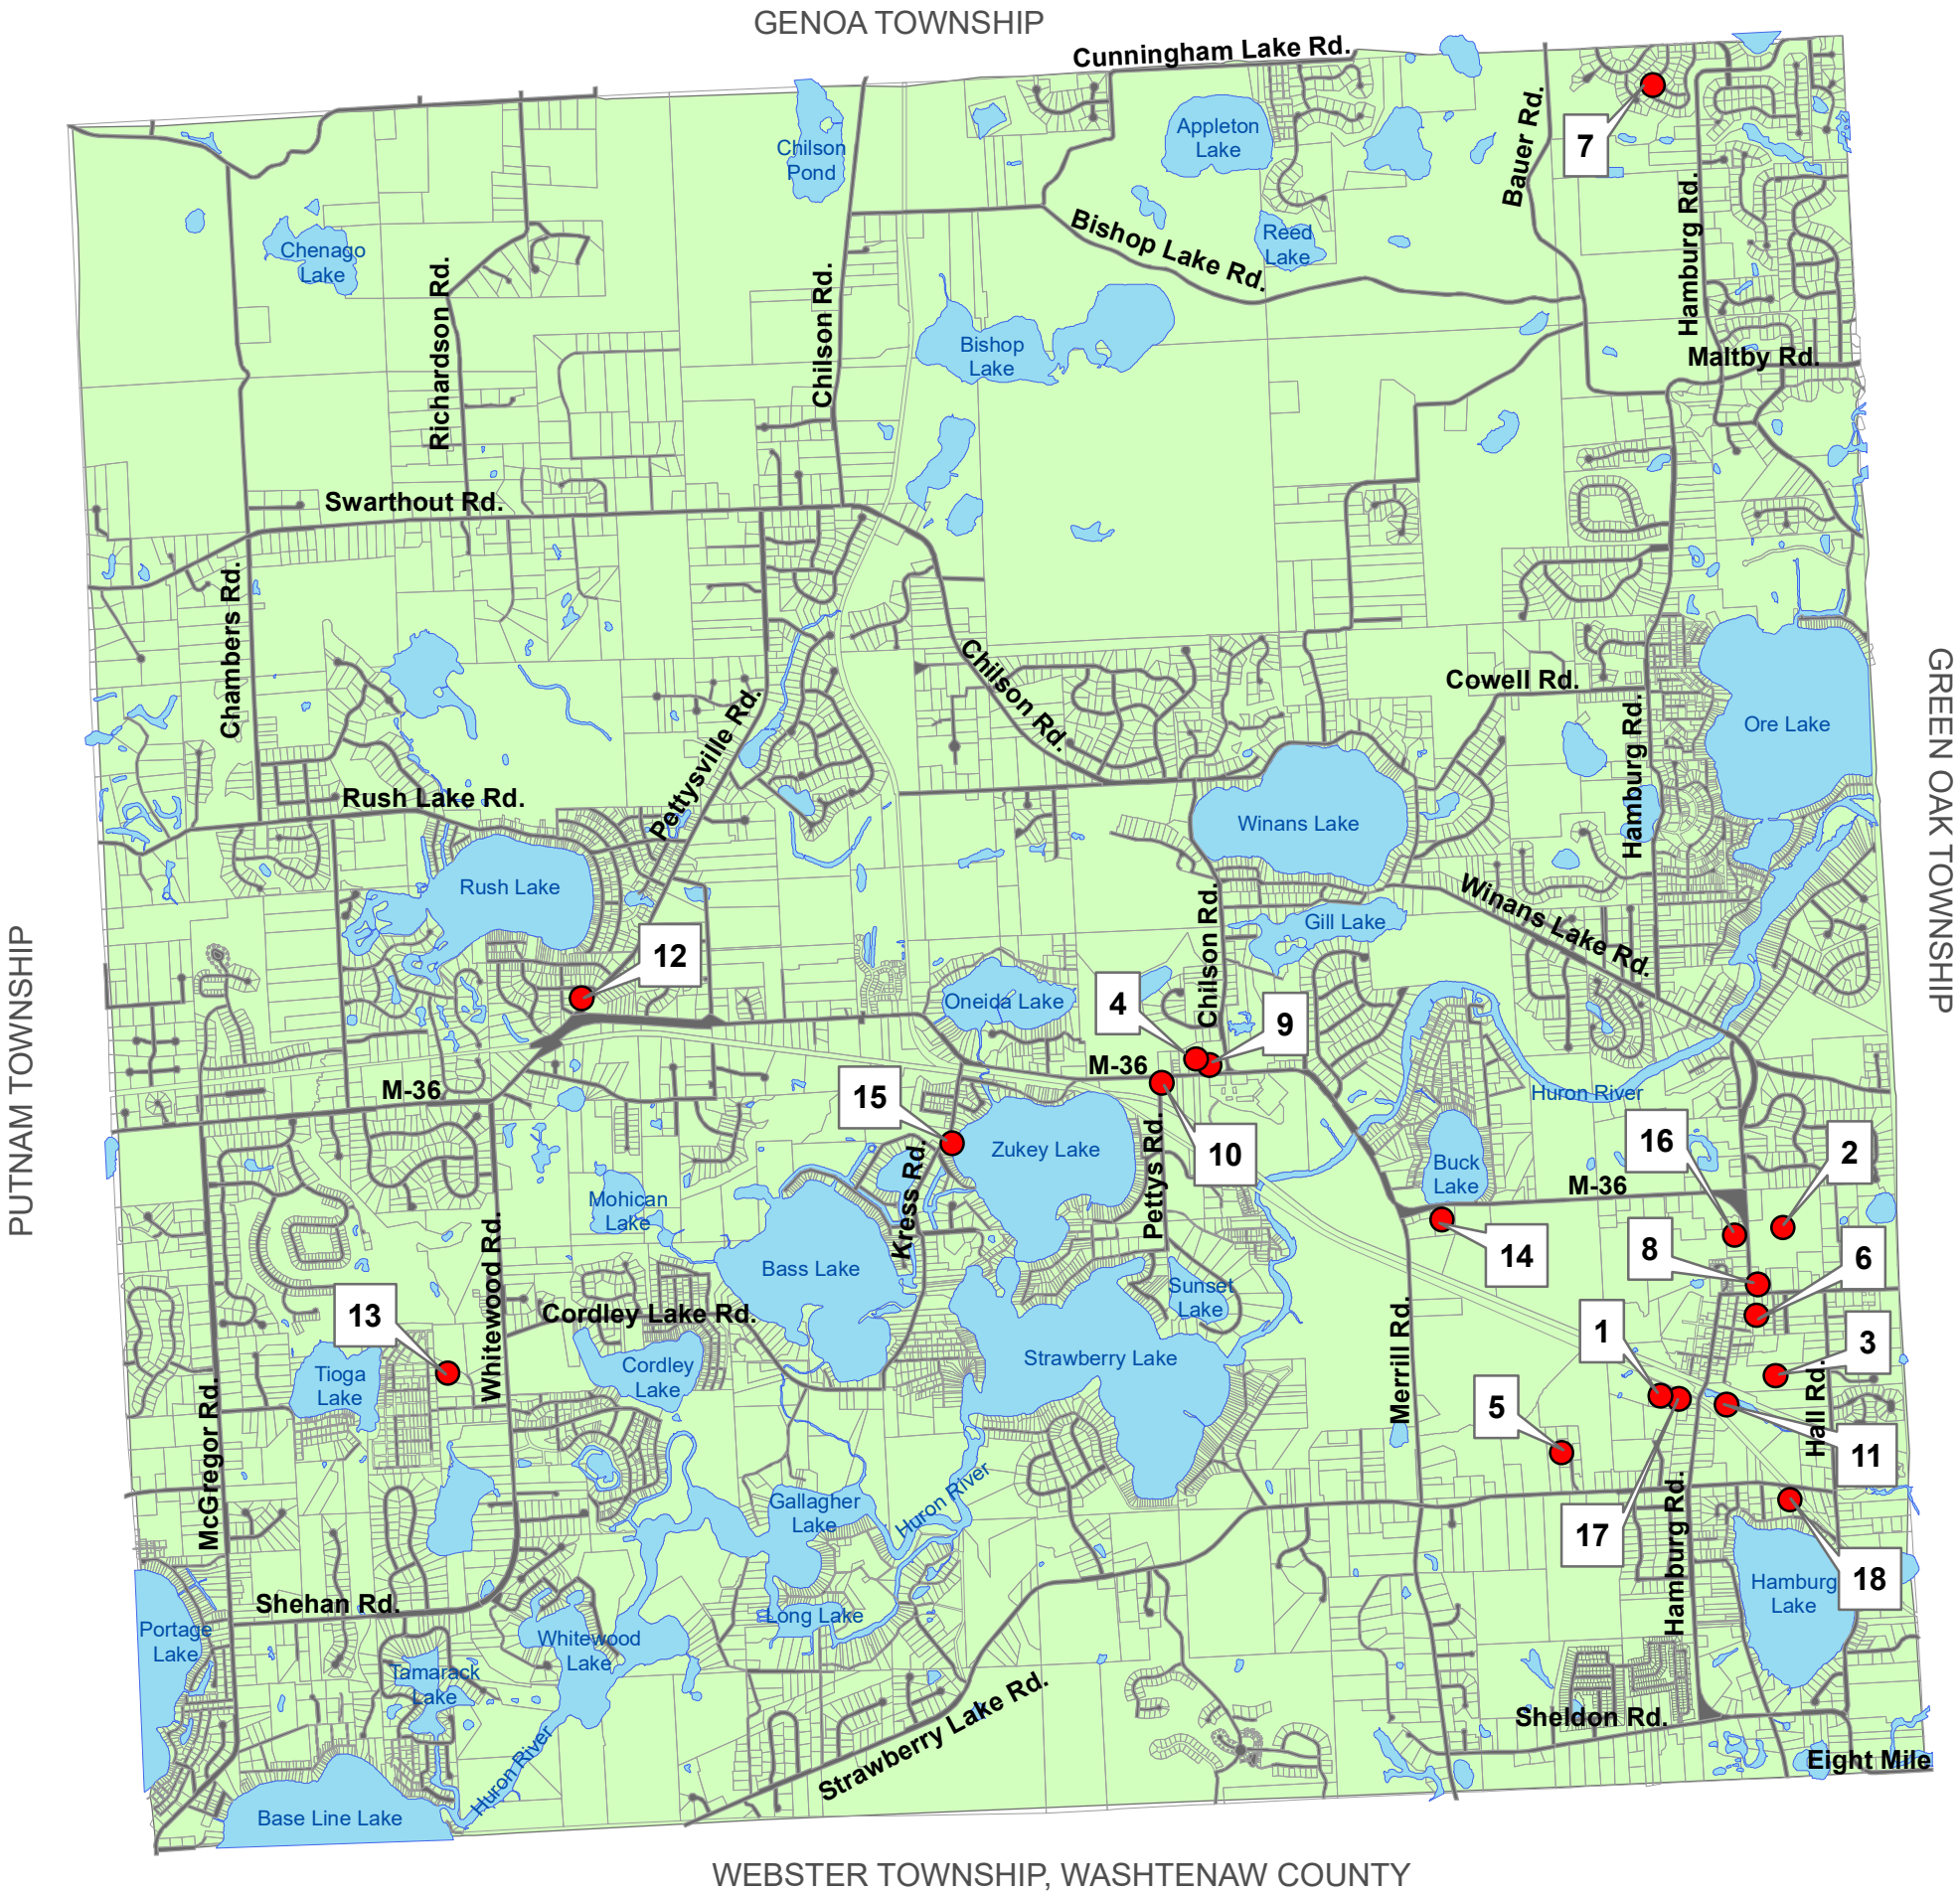 GENOA TOWNSHIP
Cunningham Lake Rd.
7
Bauer Rd.
Appleton
Lake
Chilson
Pond
Hamburg Rd.
Bishop Lake Rd.
Reed
Lake
Chenago
Lake
Richardson Rd.
Chilson Rd.
Bishop
Lake
Maltby Rd.
Swarthout Rd.
Chambers Rd.
Chilson Rd.
Cowell Rd.
GREEN OAK TOWNSHIP
Ore Lake
Hamburg Rd.
Pettysville Rd.
Rush Lake Rd.
Winans Lake
Rush Lake
Winans Lake Rd.
Chilson Rd.
Gill Lake
PUTNAM TOWNSHIP
12
Oneida Lake
4
9
M-36
M-36
Huron River
15
Zukey Lake
Pettys Rd.
10
16
2
Buck
Lake
M-36
Kress Rd.
Mohican
Lake
14
8
6
Bass Lake
Sunset
Lake
Whitewood Rd.
Cordley Lake Rd.
13
1
3
Tioga
Lake
Cordley
Lake
Strawberry Lake
Merrill Rd.
Hall Rd.
5
11
McGregor Rd.
Gallagher
Lake
Huron River
17
Hamburg Rd.
18
Hamburg
Lake
Shehan Rd.
Long Lake
Portage
Lake
Whitewood
Lake
Tamarack
Lake
Strawberry Lake Rd.
Sheldon Rd.
Eight Mile
Huron River
Base Line Lake
WEBSTER TOWNSHIP, WASHTENAW COUNTY